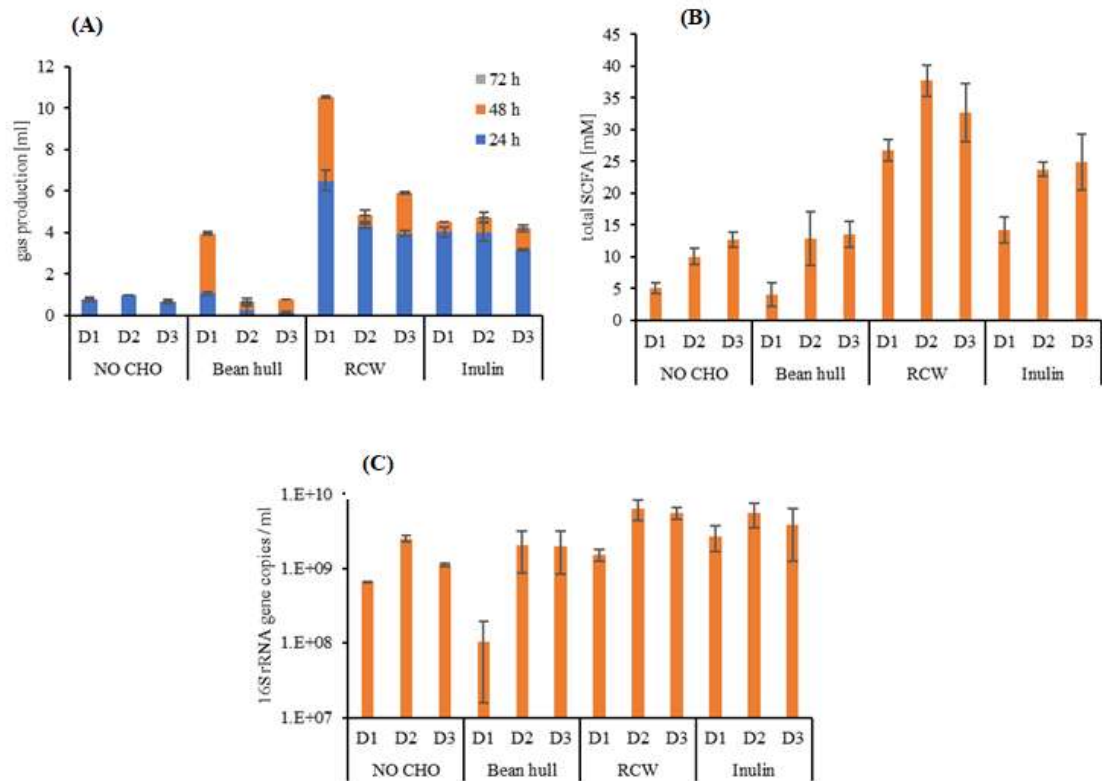 (A)
gas production [ml]
12
10
8
6
4
2
0
72 h
48 h
24 h
D1 D2 D3 D1 D2 D3 D1 D2 D3 D1 D2 D3
NO CHO Bean hull RCW Inulin
(B)
total SCFA [mM]
45
40
35
30
25
20
15
10
5
0
D1 D2 D3 D1 D2 D3 D1 D2 D3 D1 D2 D3
NO CHO Bean hull RCW Inulin
(C)
16S rRNA gene copies / ml
1.E+10
1.E+09
1.E+08
1.E+07
D1 D2 D3 D1 D2 D3 D1 D2 D3 D1 D2 D3
NO CHO Bean hull RCW Inulin